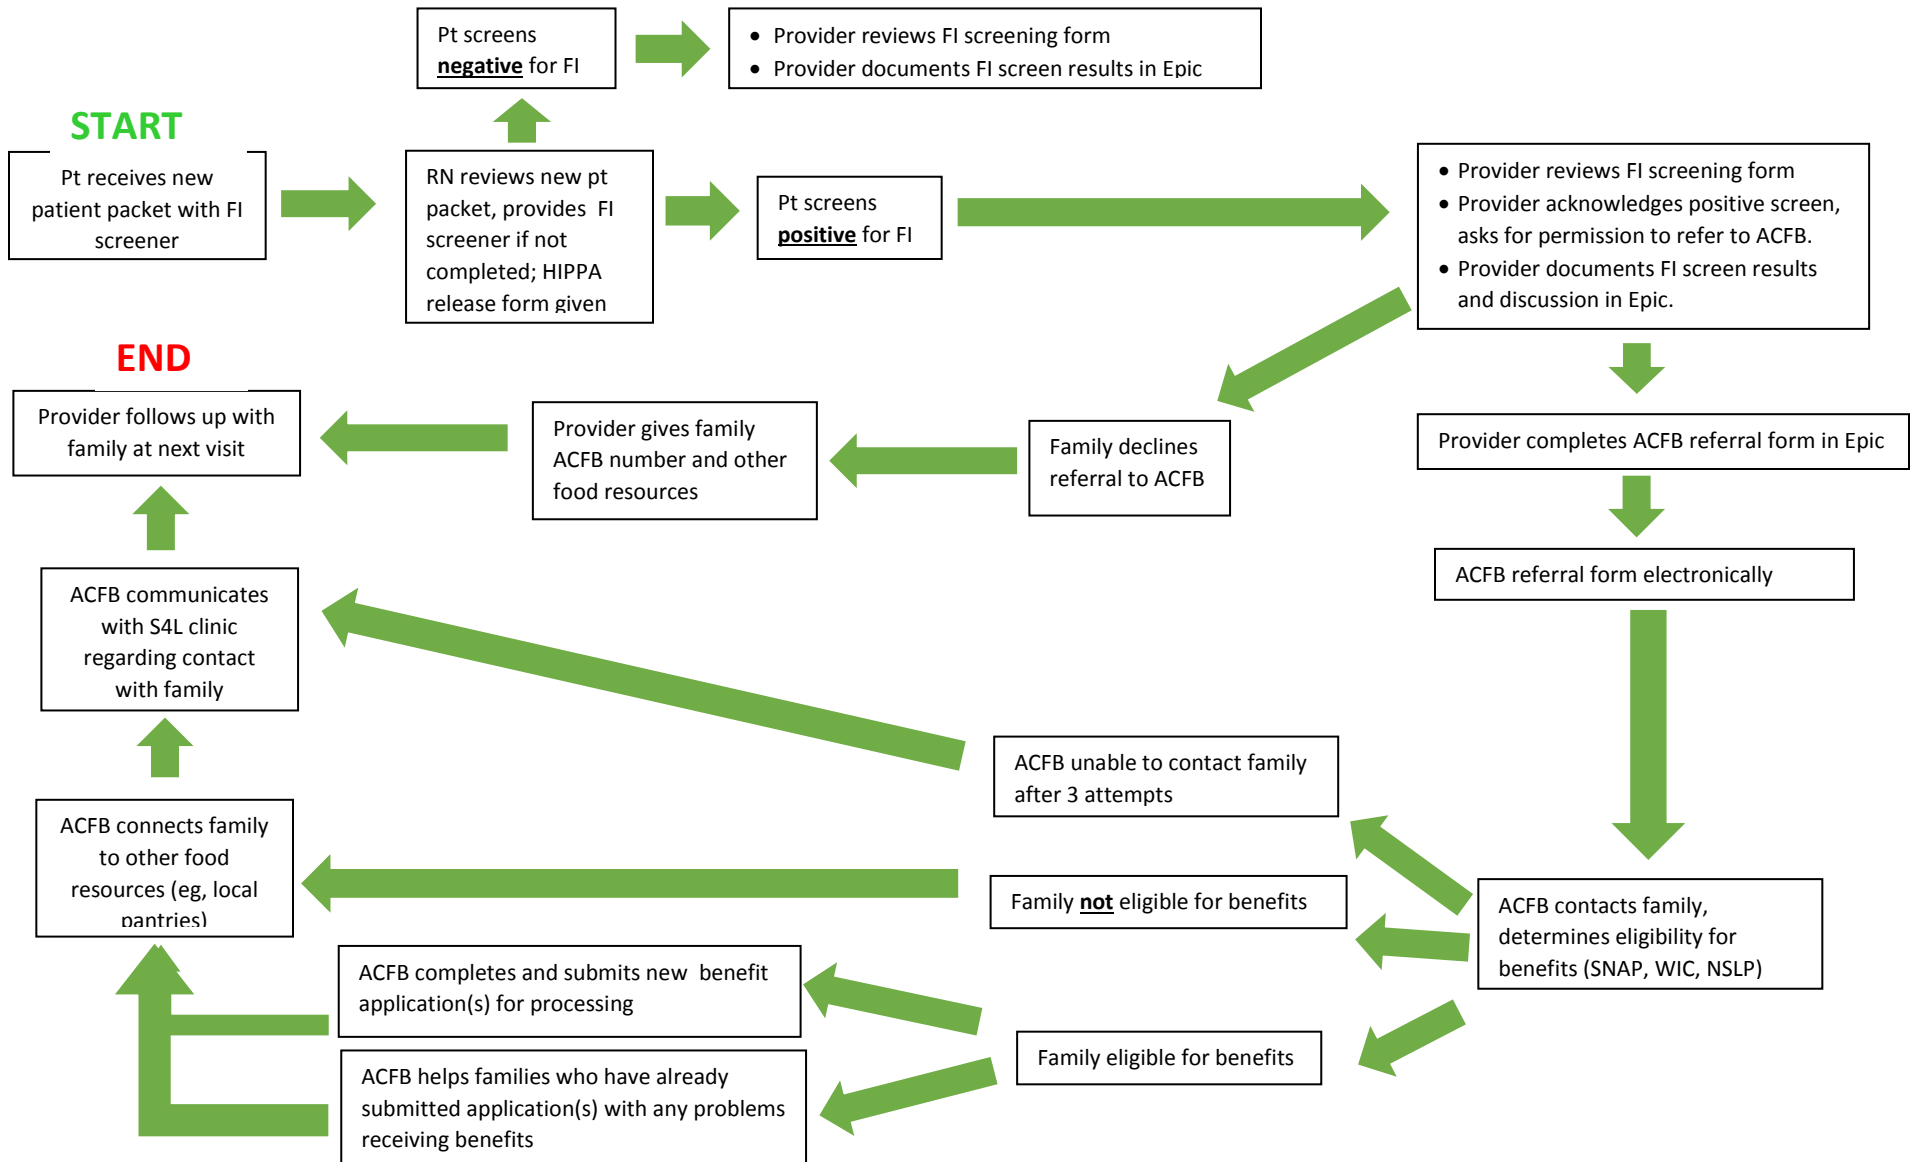 Pt screens
negative for FI
• Provider reviews FI screening form
• Provider documents FI screen results in Epic
START
Pt receives new
patient packet with FI
screener
RN reviews new pt
packet, provides FI
screener if not
completed; HIPPA
release form given
Pt screens
positive for FI
• Provider reviews FI screening form
• Provider acknowledges positive screen,
asks for permission to refer to ACFB.
• Provider documents FI screen results
and discussion in Epic.
END
Provider follows up with
family at next visit
Provider gives family
ACFB number and other
food resources
Family declines
referral to ACFB
Provider completes ACFB referral form in Epic
ACFB referral form electronically
ACFB communicates
with S4L clinic
regarding contact
with family
ACFB unable to contact family
after 3 attempts
ACFB connects family
to other food
resources (eg, local
pantries)
Family not eligible for benefits
ACFB contacts family,
determines eligibility for
benefits (SNAP, WIC, NSLP)
ACFB completes and submits new benefit
application(s) for processing
Family eligible for benefits
ACFB helps families who have already
submitted application(s) with any problems
receiving benefits